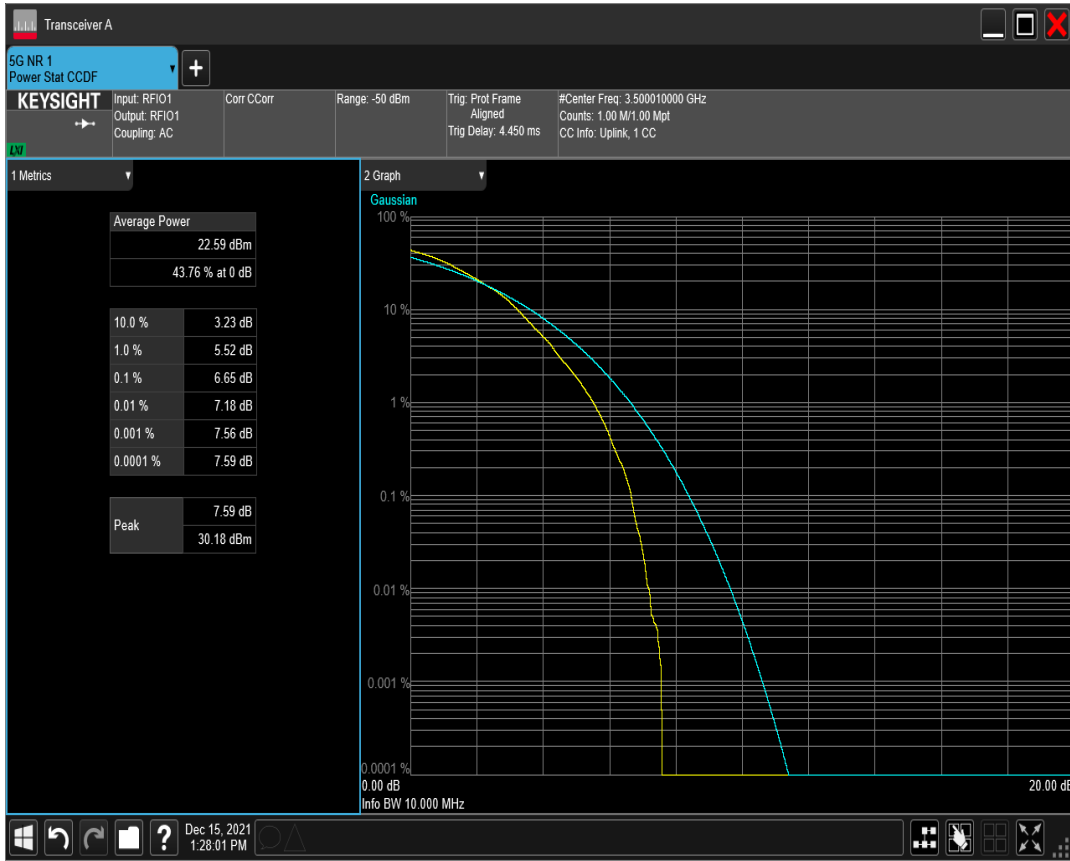 Transceiver A
5G NR 1
Power Stat CCDF
KEYSIGHT
LXI
Input: RFIO1
Output: RFIO1
Coupling: AC
Corr CCorr
Range: -50 dBm
Trig: Prot Frame
Aligned
Trig Delay: 4.450 ms
#Center Freq: 3.500010000 GHz
Counts: 1.00 M/1.00 Mpt
CC Info: Uplink, 1 CC
1 Metrics
Average Power
22.59 dBm
43.76 % at 0 dB
10.0 % 3.23 dB
1.0 % 5.52 dB
0.1 % 6.65 dB
0.01 % 7.18 dB
0.001 % 7.56 dB
0.0001 % 7.59 dB
Peak 7.59 dB
30.18 dBm
2 Graph
Gaussian
100 %
10 %
1 %
0.1 %
0.01 %
0.001 %
0.0001 %
0.00 dB 20.00 dB
Info BW 10.000 MHz
? Dec 15, 2021
1:28:01 PM